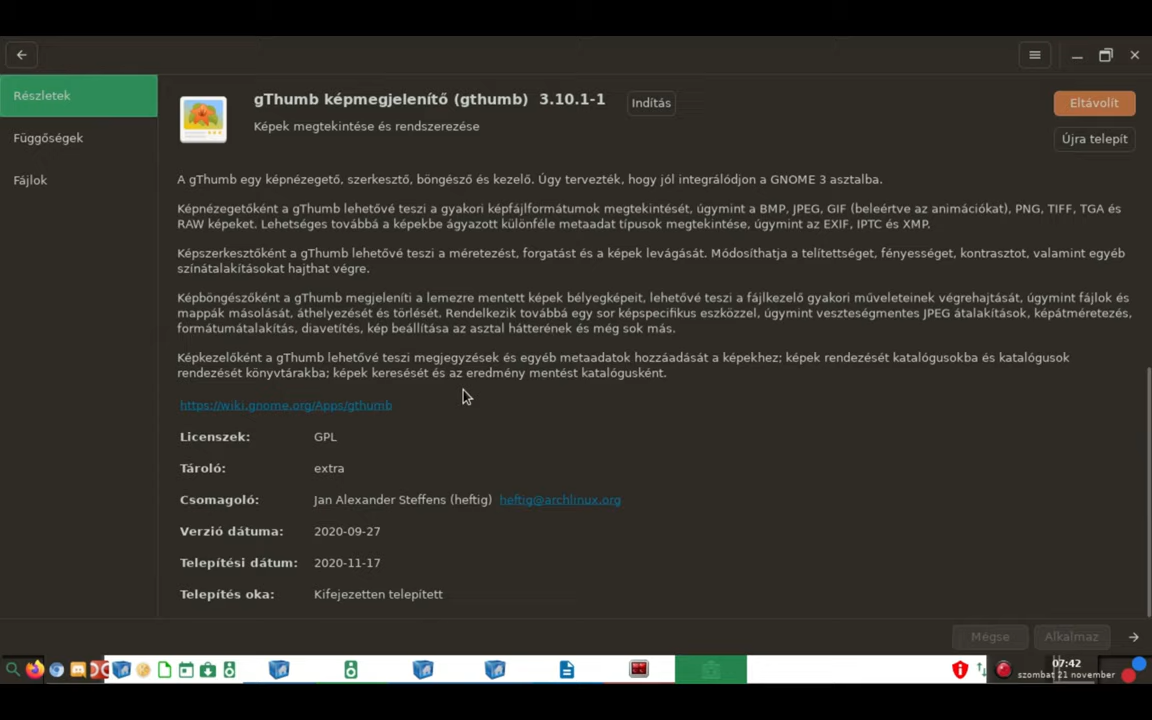 Részletek
Függőségek
Fájlok
gThumb képmegjelenítő (gthumb) 3.10.1-1
Indítás
Képek megtekintése és rendszerezése
Eltávolít
Újra telepít
A gThumb egy képnézegető, szerkesztő, böngésző és kezelő. Úgy tervezték, hogy jól integrálódjon a GNOME 3 asztalba.
Képnézegetőként a gThumb lehetővé teszi a gyakori képfájlformátumok megtekintését, úgymint a BMP, JPEG, GIF (beleértve az animációkat), PNG, TIFF, TGA és
RAW képeket. Lehetséges továbbá a képekbe ágyazott különféle metaadat típusok megtekintése, úgymint az EXIF, IPTC és XMP.
Képszerkesztőként a gThumb lehetővé teszi a méretezést, forgatást és a képek levágását. Módosíthatja a telítettséget, fényességet, kontrasztot, valamint egyéb
színátalakításokat hajthat végre.
Képböngészőként a gThumb megjeleníti a lemezre mentett képek bélyegképeit, lehetővé teszi a fájlkezelő gyakori műveleteinek végrehajtását, úgymint fájlok és
mappák másolását, áthelyezését és törlését. Rendelkezik továbbá egy sor képspecifikus eszközzel, úgymint veszteségmentes JPEG átalakítások, képátméretezés,
formátumátalakítás, diavetítés, kép beállítása az asztal hátterének és még sok más.
Képkezelőként a gThumb lehetővé teszi megjegyzések és egyéb metaadatok hozzáadását a képekhez; képek rendezését katalógusokba és katalógusok
rendezését könyvtárakba; képek keresését és az eredmény mentést katalógusként.
https://wiki.gnome.org/Apps/gthumb
Licenszek: GPL
Tároló: extra
Csomagoló: Jan Alexander Steffens (heftig) heftig@archlinux.org
Verzió dátuma: 2020-09-27
Telepítési dátum: 2020-11-17
Telepítés oka: Kifejezetten telepített
Mégse
Alkalmaz
07:42
szombat 21 november